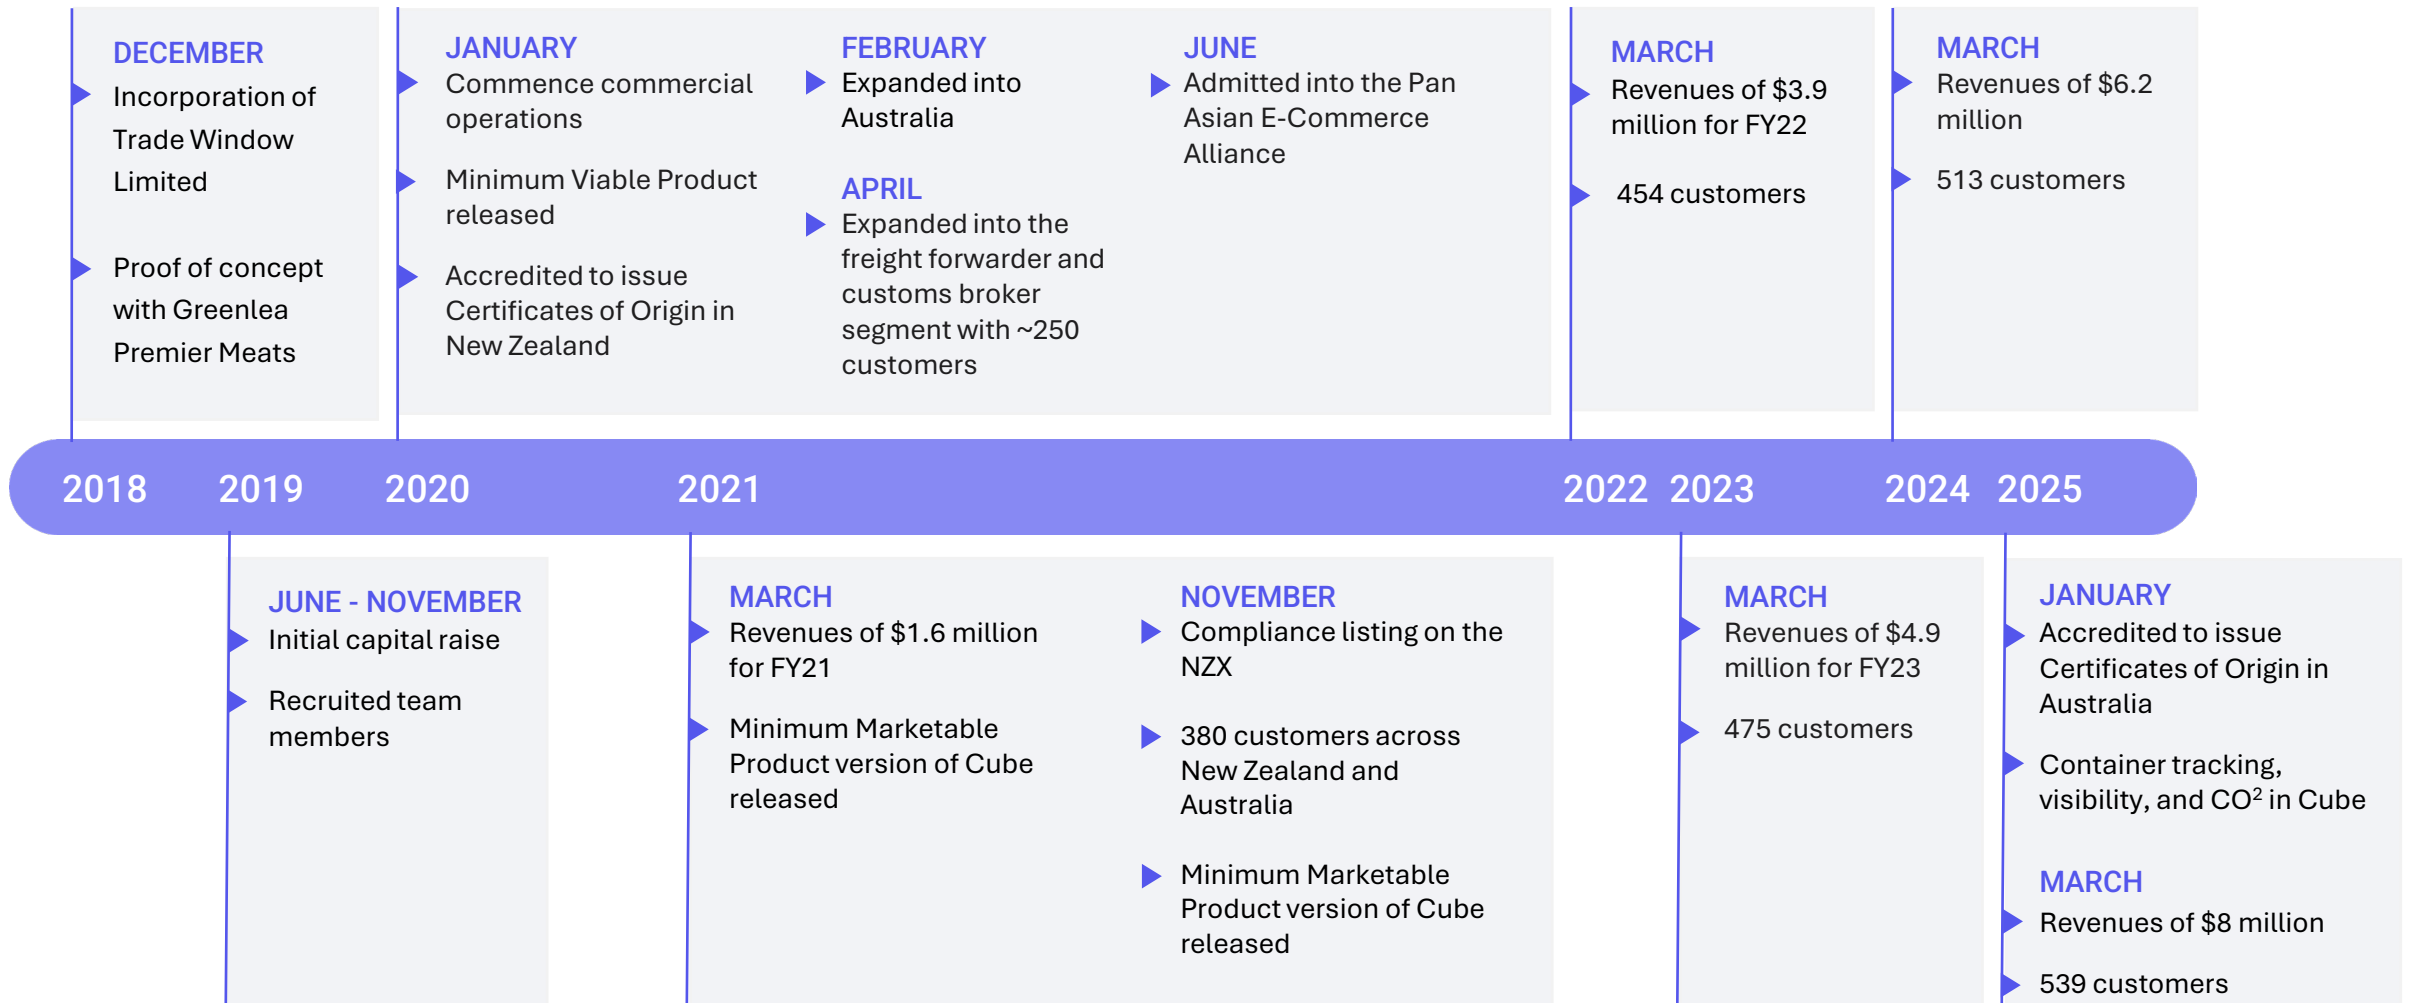 DECEMBER
Incorporation of
Trade Window
Limited
Proof of concept
with Greenlea
Premier Meats
JANUARY
Commence commercial
operations
Minimum Viable Product
released
Accredited to issue
Certificates of Origin in
New Zealand
FEBRUARY
Expanded into
Australia
APRIL
Expanded into the
freight forwarder and
customs broker
segment with ~250
customers
JUNE
Admitted into the Pan
Asian E-Commerce
Alliance
MARCH
Revenues of $3.9
million for FY22
454 customers
MARCH
Revenues of $6.2
million
513 customers
2018 2019 2020 2021 2022 2023 2024 2025
JUNE - NOVEMBER
Initial capital raise
Recruited team
members
MARCH
Revenues of $1.6 million
for FY21
Minimum Marketable
Product version of Cube
released
NOVEMBER
Compliance listing on the
NZX
380 customers across
New Zealand and
Australia
Minimum Marketable
Product version of Cube
released
MARCH
Revenues of $4.9
million for FY23
475 customers
JANUARY
Accredited to issue
Certificates of Origin in
Australia
Container tracking,
visibility, and CO² in Cube
MARCH
Revenues of $8 million
539 customers